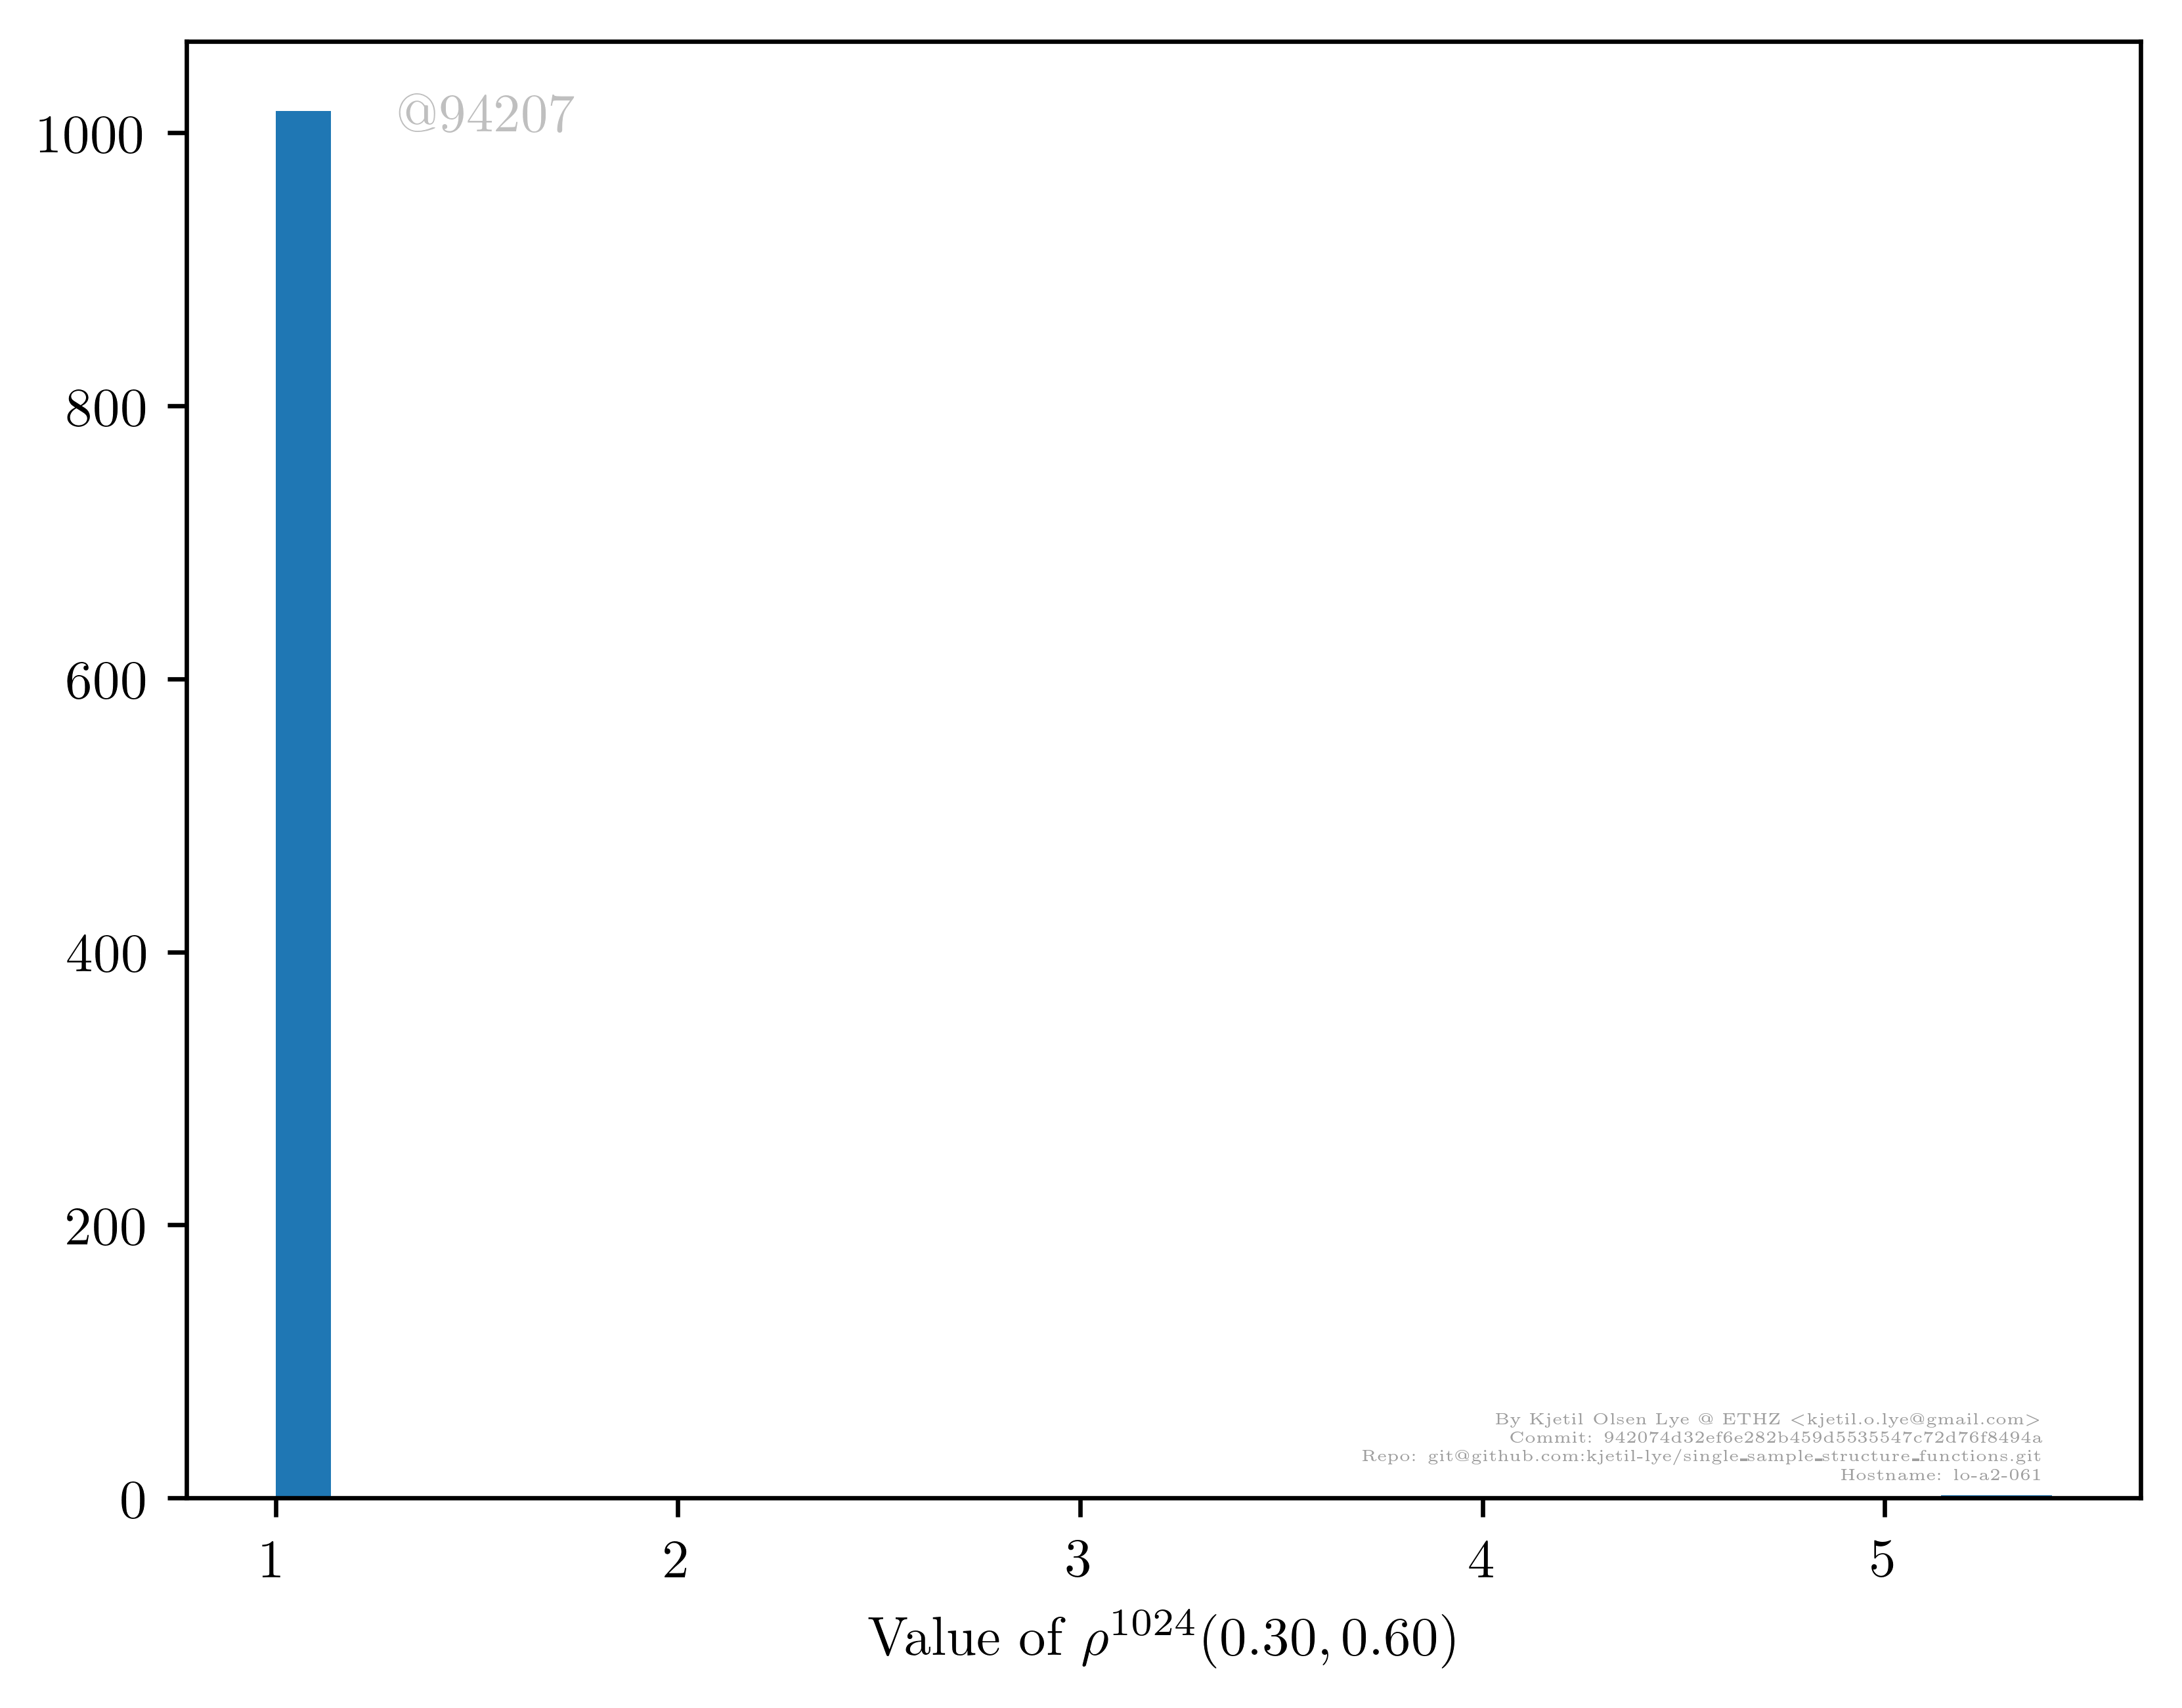 @94207
1000
800
600
400
200
0
By Kjetil Olsen Lye @ ETHZ <kjetil.o.lye@gmail.com>
Commit: 942074d32ef6e282b459d5535547c72d76f8494a
Repo: git@github.com:kjetil-lye/single_sample_structure_functions.git
Hostname: lo-a2-061
1 2 3 4 5
Value of ρ¹⁰²⁴(0.30, 0.60)